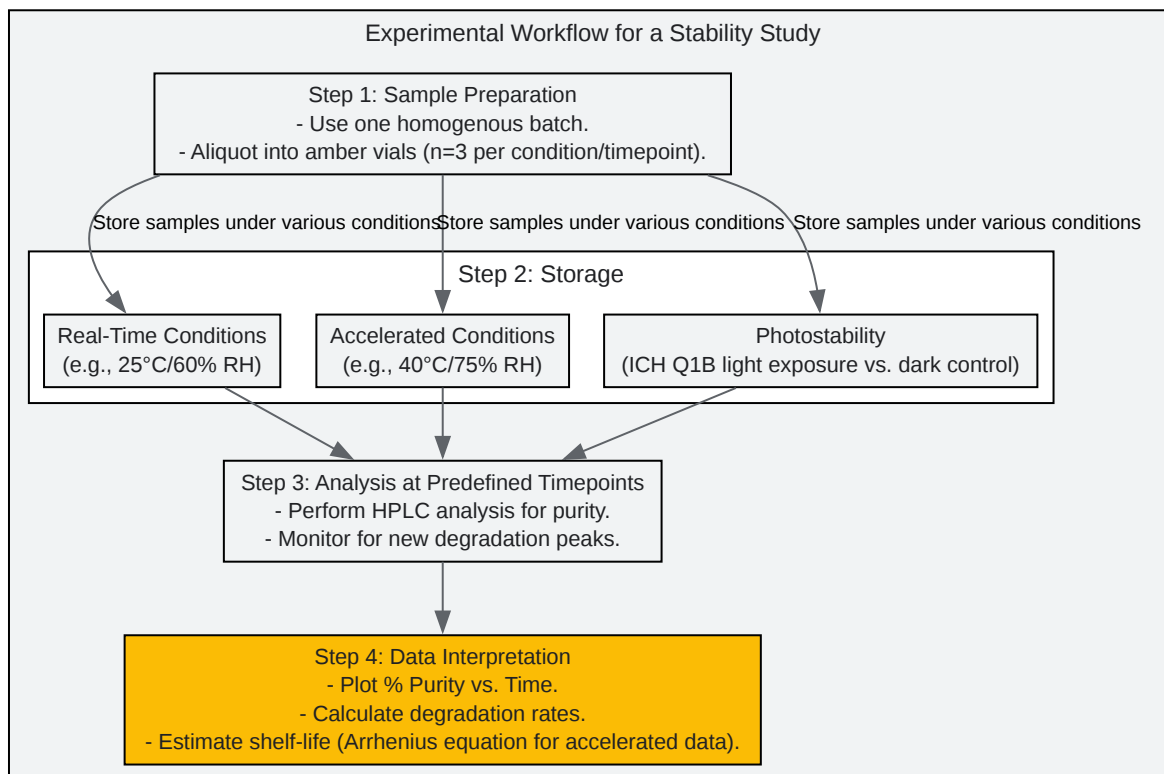 Experimental Workflow for a Stability Study
Step 1: Sample Preparation
- Use one homogenous batch.
- Aliquot into amber vials (n=3 per condition/timepoint).
Store samples under various conditions
Store samples under various conditions
Store samples under various conditions
Step 2: Storage
Real-Time Conditions
(e.g., 25°C/60% RH)
Accelerated Conditions
(e.g., 40°C/75% RH)
Photostability
(ICH Q1B light exposure vs. dark control)
Step 3: Analysis at Predefined Timepoints
- Perform HPLC analysis for purity.
- Monitor for new degradation peaks.
Step 4: Data Interpretation
- Plot % Purity vs. Time.
- Calculate degradation rates.
- Estimate shelf-life (Arrhenius equation for accelerated data).